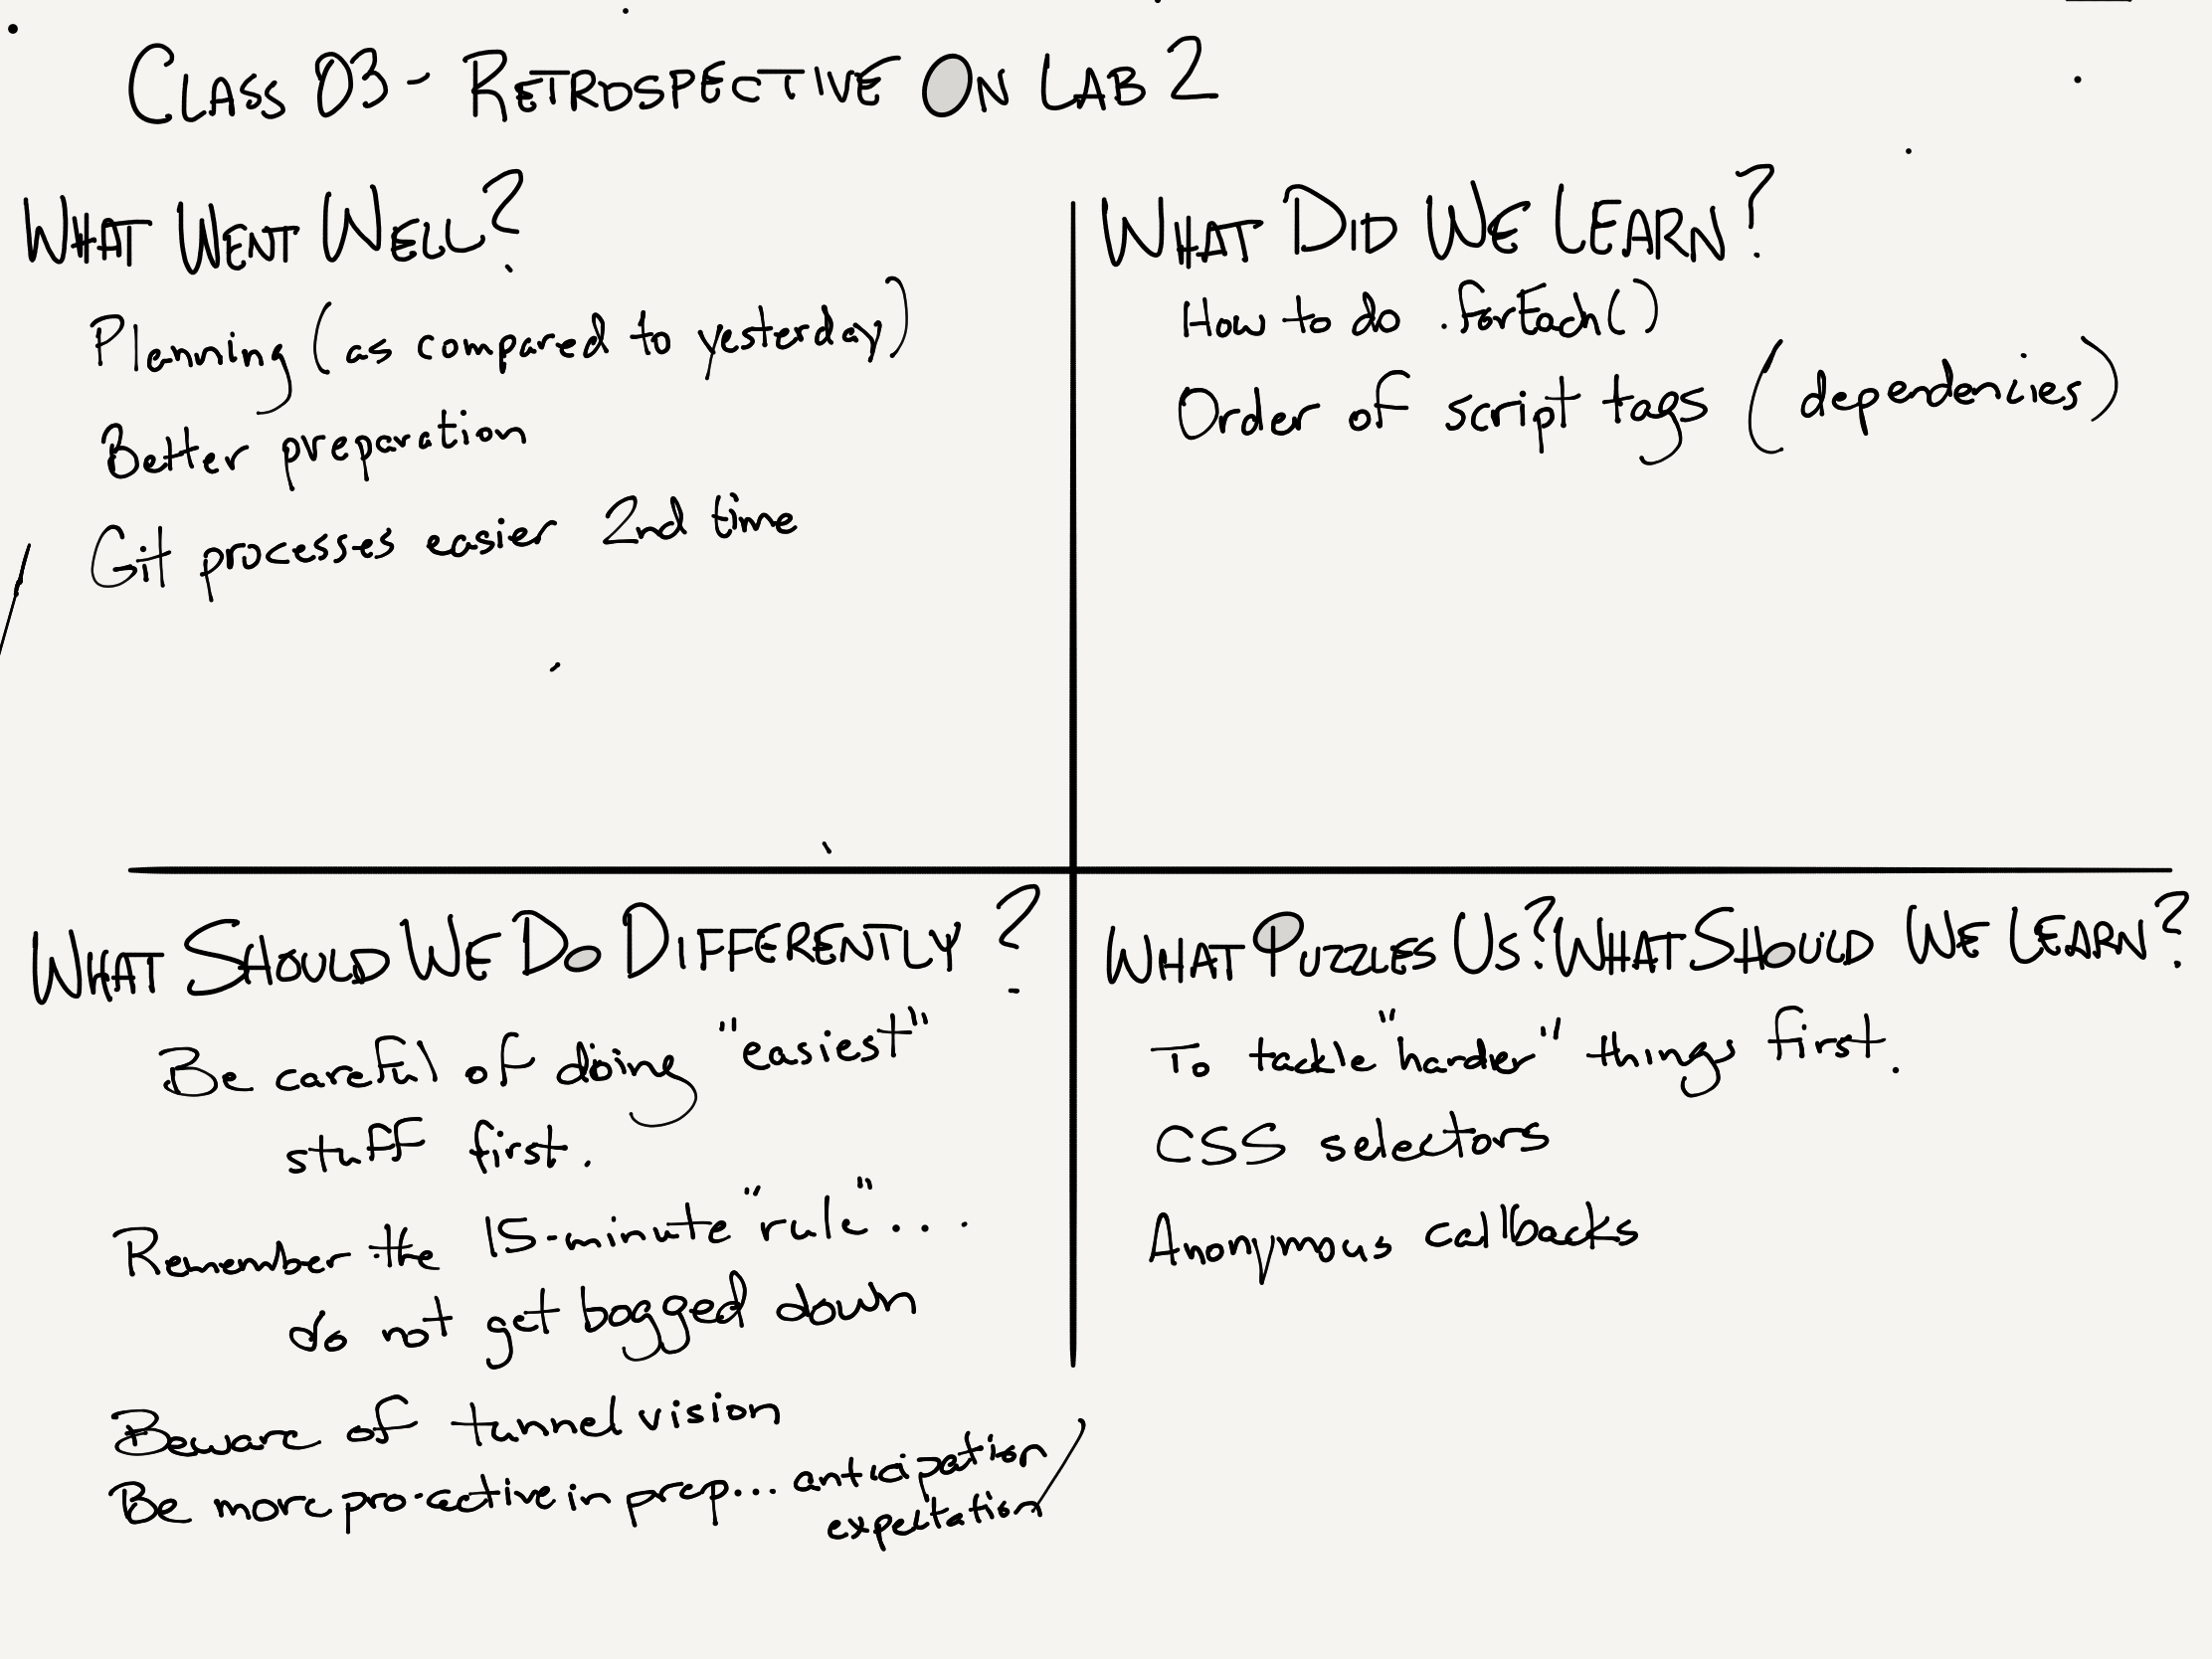 CLASS 03 - RETROSPECTIVE ON LAB 2
WHAT WENT WELL?
Planning (as compared to yesterday)
Better preparation
Git processes easier 2nd time
WHAT DID WE LEARN?
How to do .forEach()
Order of script tags (dependencies)
WHAT SHOULD WE DO DIFFERENTLY?
Be careful of doing "easiest"
stuff first.
Remember the 15-minute "rule"...
do not get bogged down
Beware of tunnel vision
Be more pro-active in prep... anticipation/
expectation
WHAT PUZZLES US? WHAT SHOULD WE LEARN?
To tackle "harder" things first.
CSS selectors
Anonymous callbacks